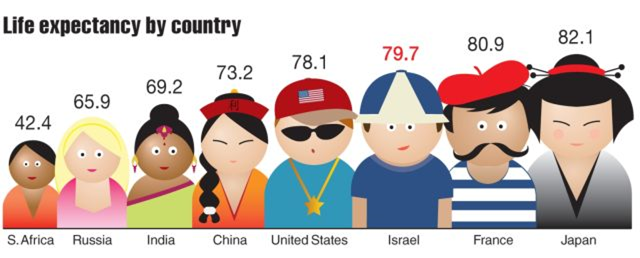 Life expectancy by country
42.4
65.9
69.2
73.2
78.1
79.7
80.9
82.1
利
S. Africa
Russia
India
China
United States
Israel
France
Japan